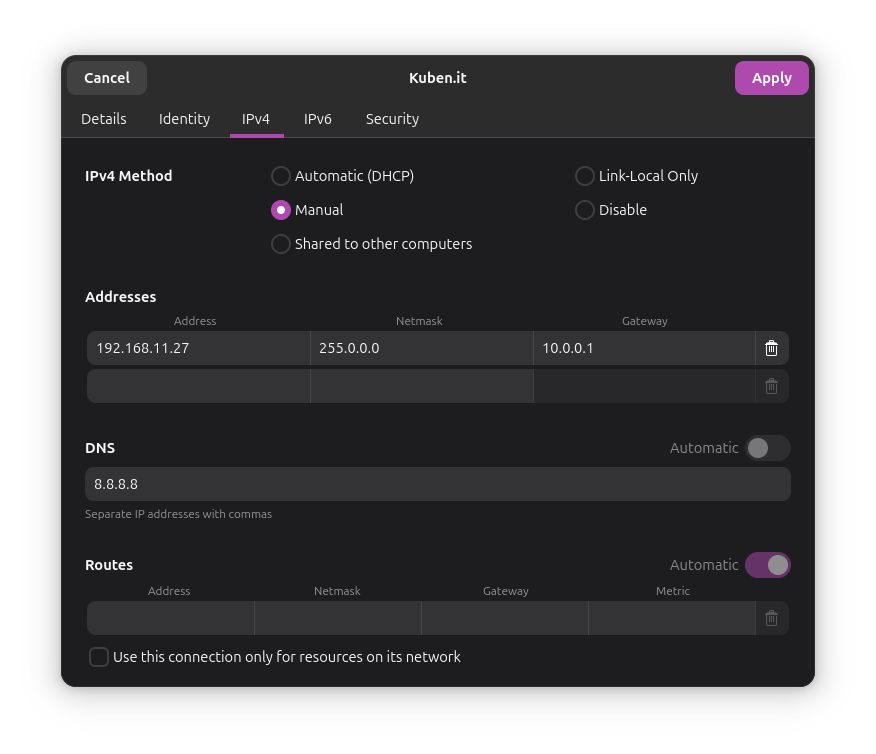 Cancel Kuben.it Apply
Details Identity IPv4 IPv6 Security
IPv4 Method Automatic (DHCP) Link-Local Only
Manual Disable
Shared to other computers
Addresses
Address Netmask Gateway
192.168.11.27 255.0.0.0 10.0.0.1
DNS Automatic
8.8.8.8
Separate IP addresses with commas
Routes Automatic
Address Netmask Gateway Metric
Use this connection only for resources on its network